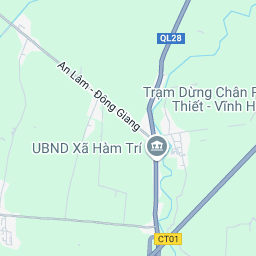 QL28
An Lâm - Đông Giang
Trạm Dừng Chân P
Thiết - Vĩnh H
UBND Xã Hàm Trí
CT01